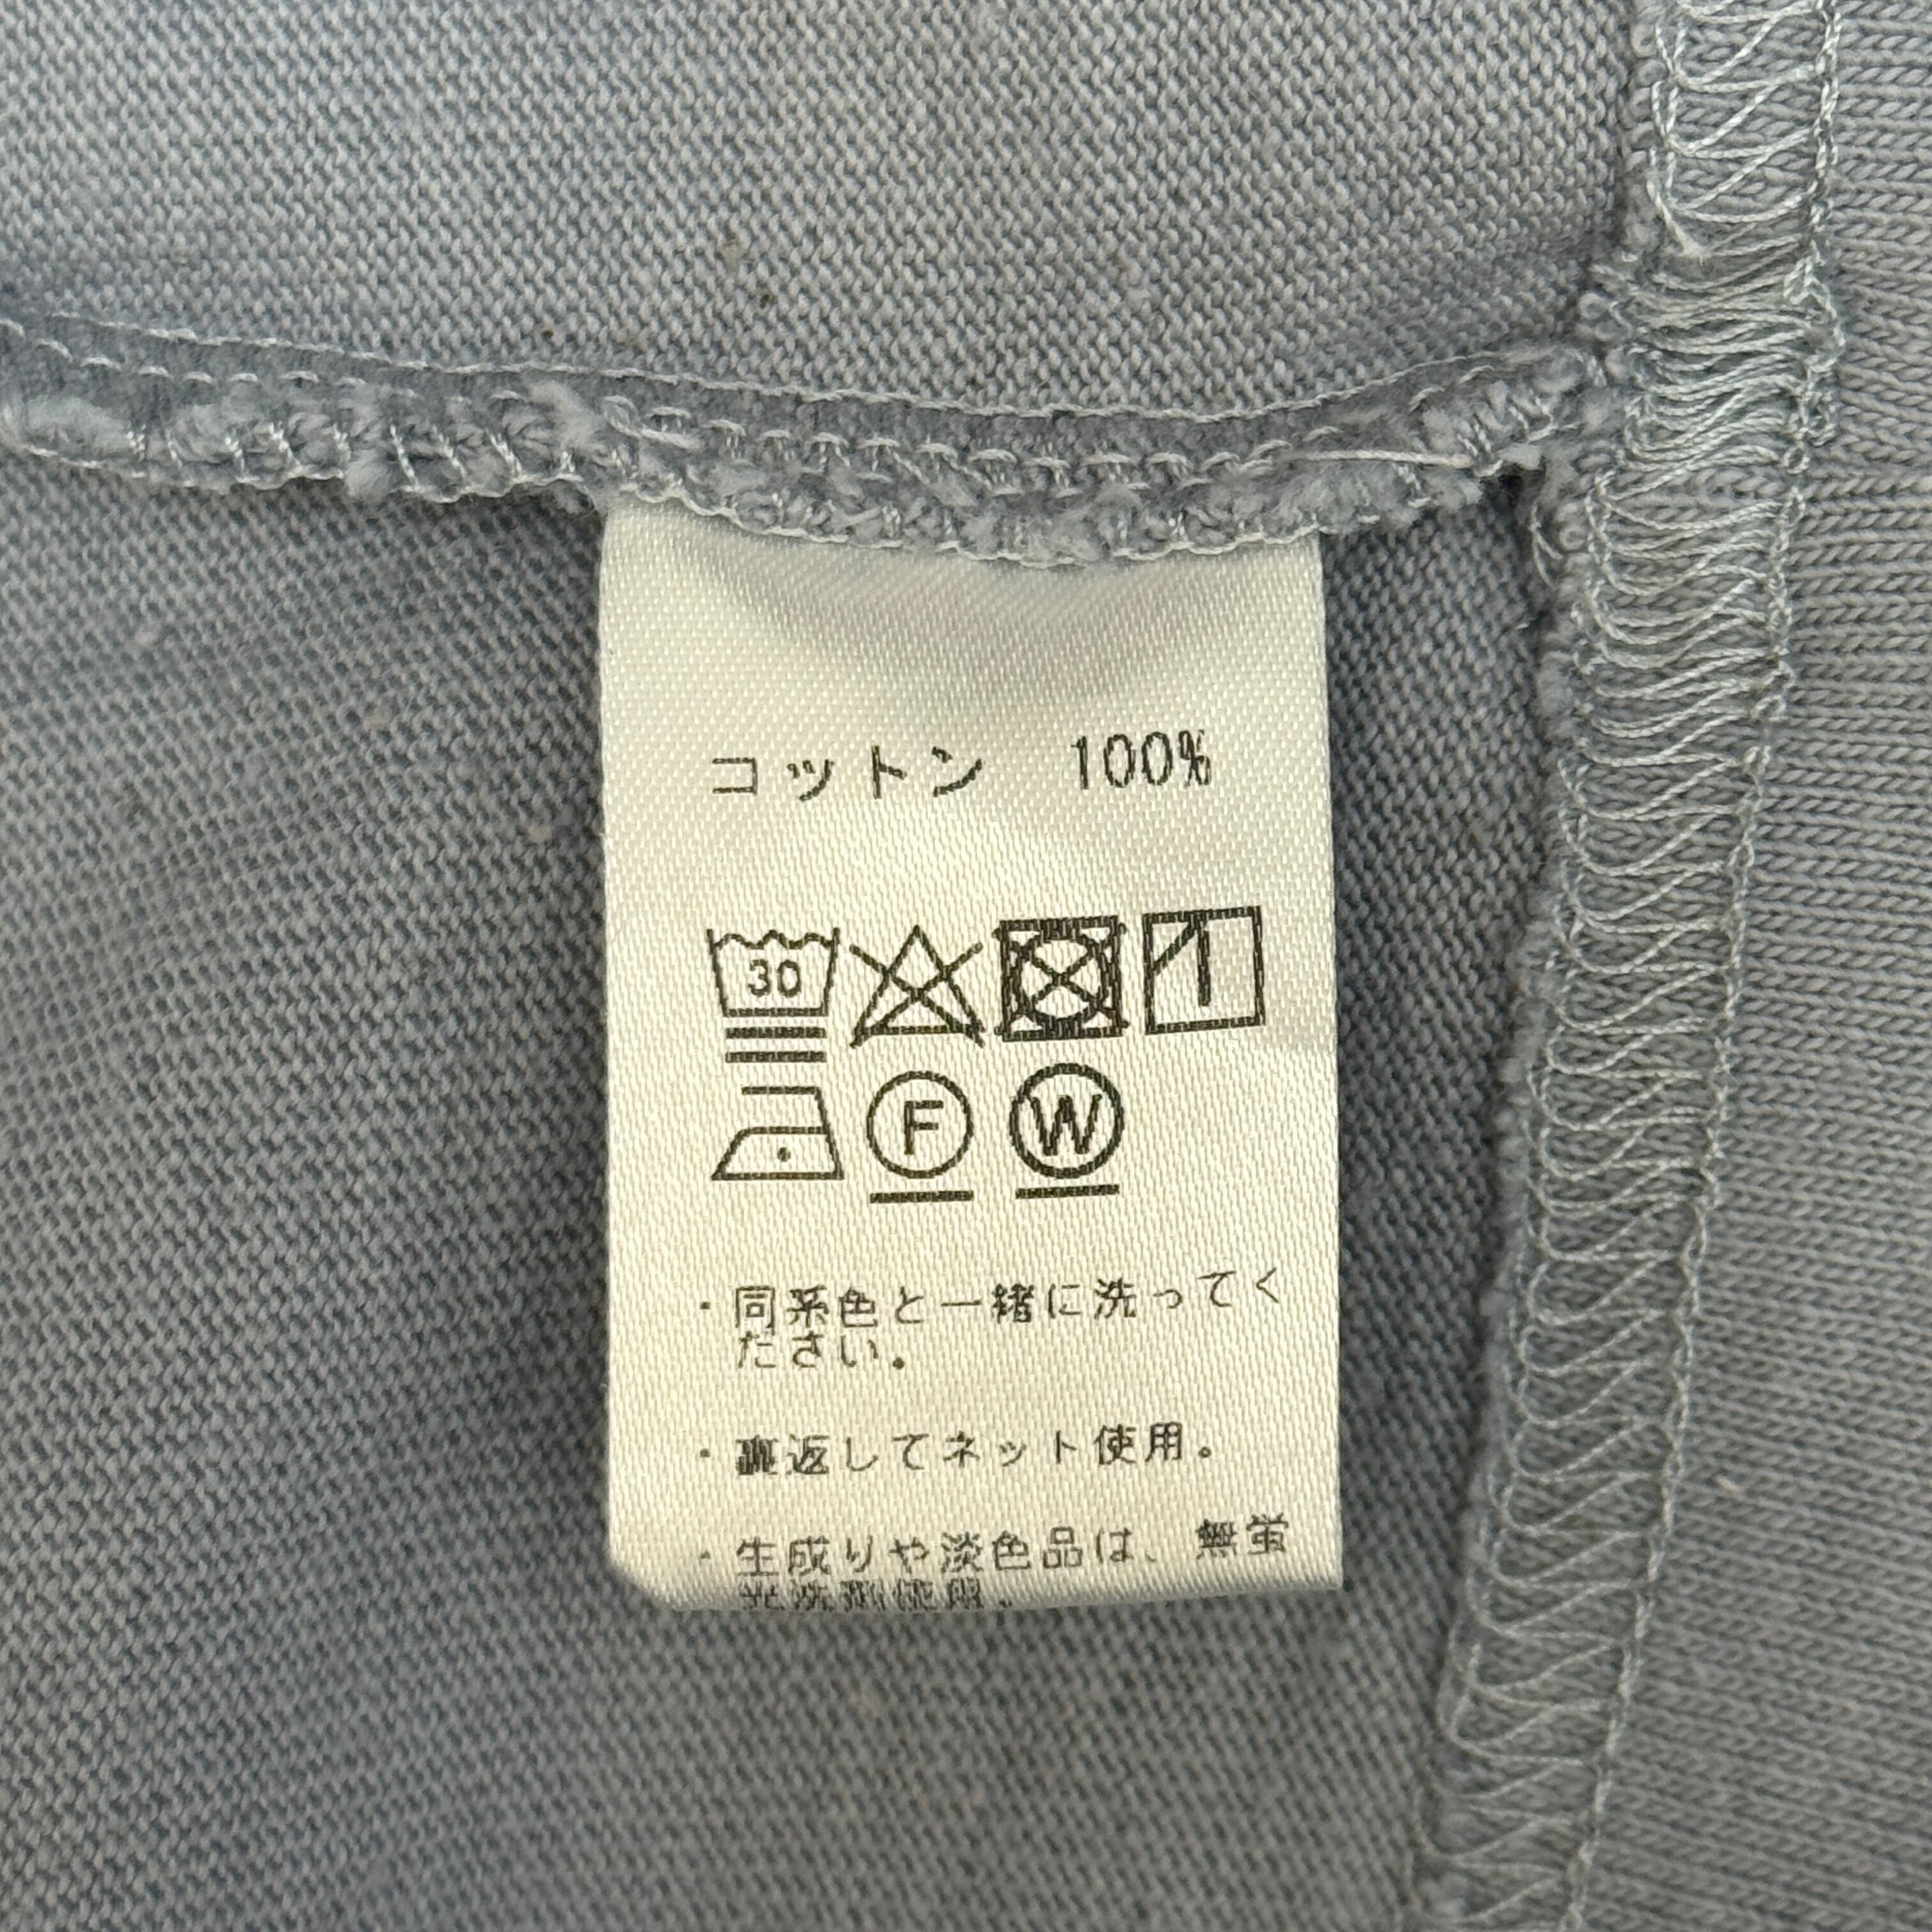 コットン 100%
30
F W
・同系色と一緒に洗ってく
ださい。
・裏返してネット使用。
・生成りや淡色品は、無蛍
光洗剤使用。